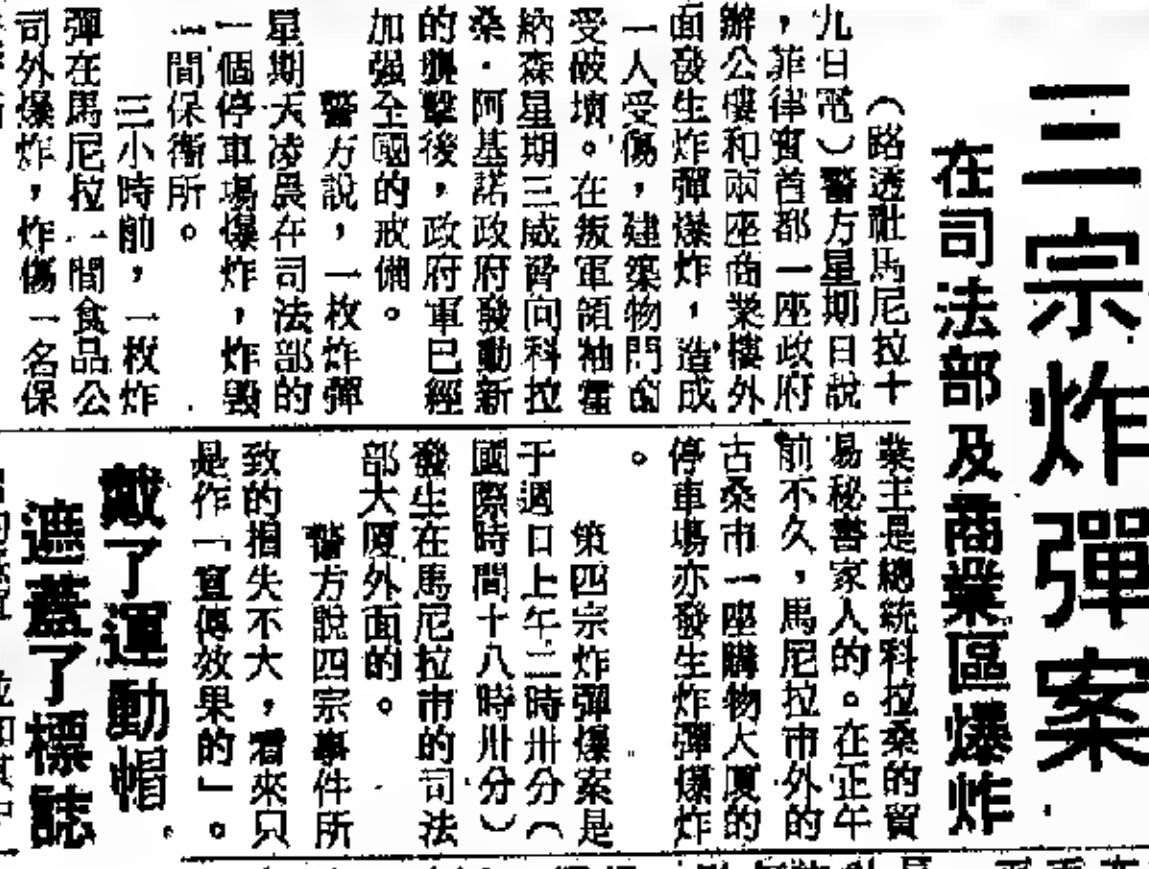 三宗炸彈案
在司法部及商業區爆炸
（路透社馬尼拉十
九日電）警方星期日說
，菲律賓首都一座政府
辦公樓和兩座商業樓外
面發生炸彈爆炸，造成
一人受傷，建築物門窗
受破壞。在叛軍領袖霍
納森星期三威脅向科拉
桑·阿基諾政府發動新
的襲擊後，政府軍已經
加强全國的戒備。
警方說，一枚炸彈
星期天凌晨在司法部的
一個停車場爆炸，炸毀
一間保衛所。
三小時前，一枚炸
彈在馬尼拉一間食品公
司外爆炸，炸傷一名保
業主是總統科拉桑的貿
易秘書家人的。在正午
前不久，馬尼拉市外的
古桑市一座購物大厦的
停車場亦發生炸彈爆炸
。
第四宗炸彈爆案是
于週日上午二時卅分（
國際時間十八時卅分）
發生在馬尼拉市的司法
部大厦外面的。
警方說四宗事件所
致的損失不大，看來只
是作「宣傳效果的」。
戴了運動帽
遮蓋了標誌